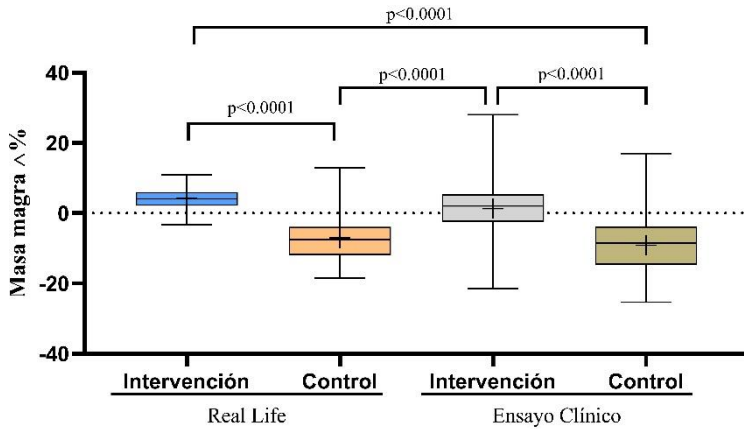 p<0.0001
p<0.0001
p<0.0001
p<0.0001
Masa magra ^%
40
20
0
-20
-40
Intervención
Control
Intervención
Control
Real Life
Ensayo Clínico